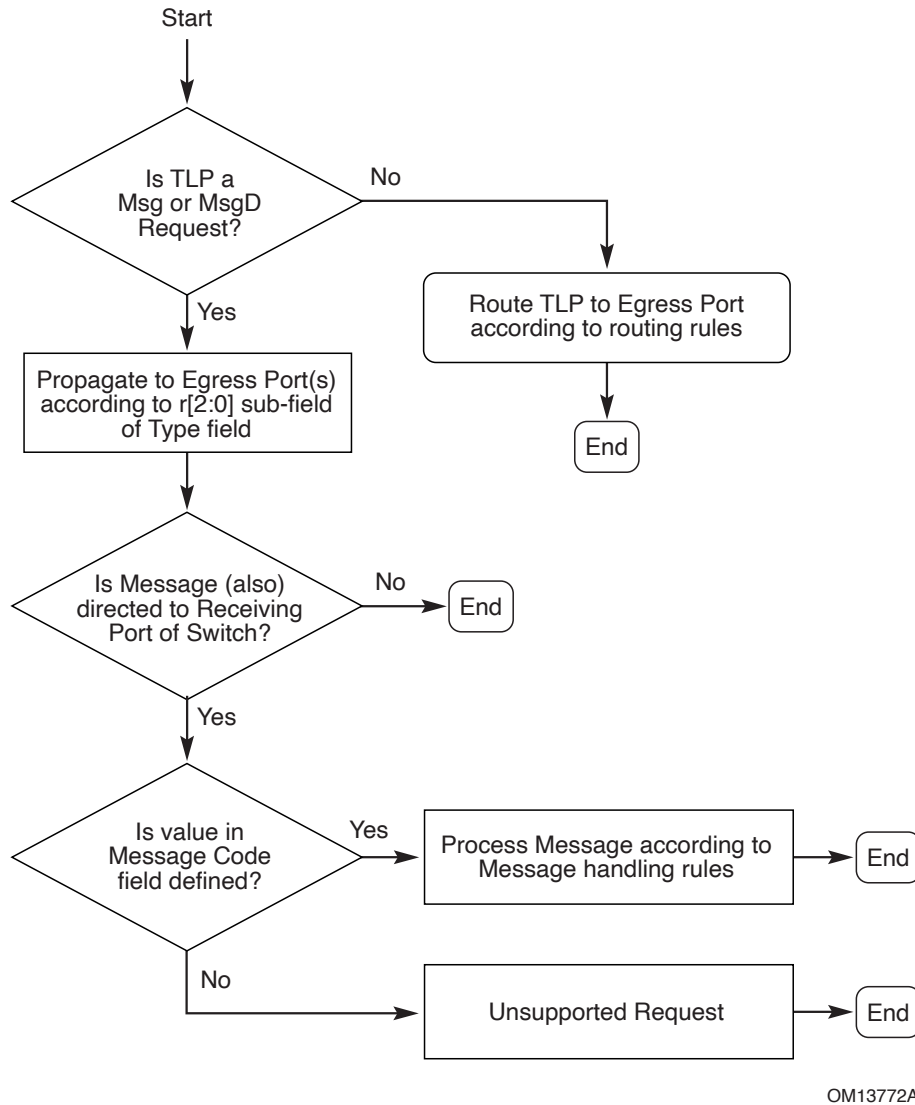 Start
Is TLP a
Msg or MsgD
Request?
No
Route TLP to Egress Port
according to routing rules
End
Yes
Propagate to Egress Port(s)
according to r[2:0] sub-field
of Type field
Is Message (also)
directed to Receiving
Port of Switch?
No
End
Yes
Is value in
Message Code
field defined?
Yes
Process Message according to
Message handling rules
End
No
Unsupported Request
End
OM13772A